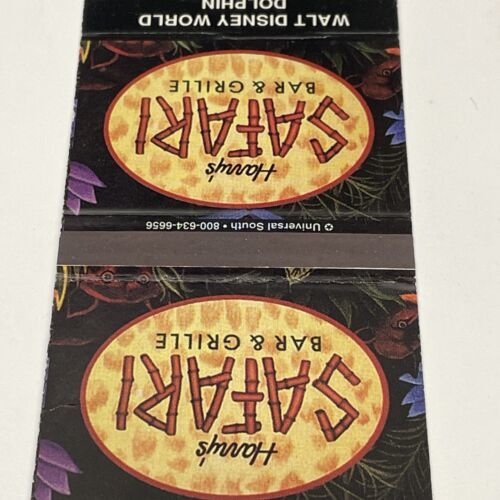 Harry's
SAFARI
BAR & GRILLE
Universal South • 800-634-6656
Harry's
SAFARI
BAR & GRILLE
WALT DISNEY WORLD
DOLPHIN